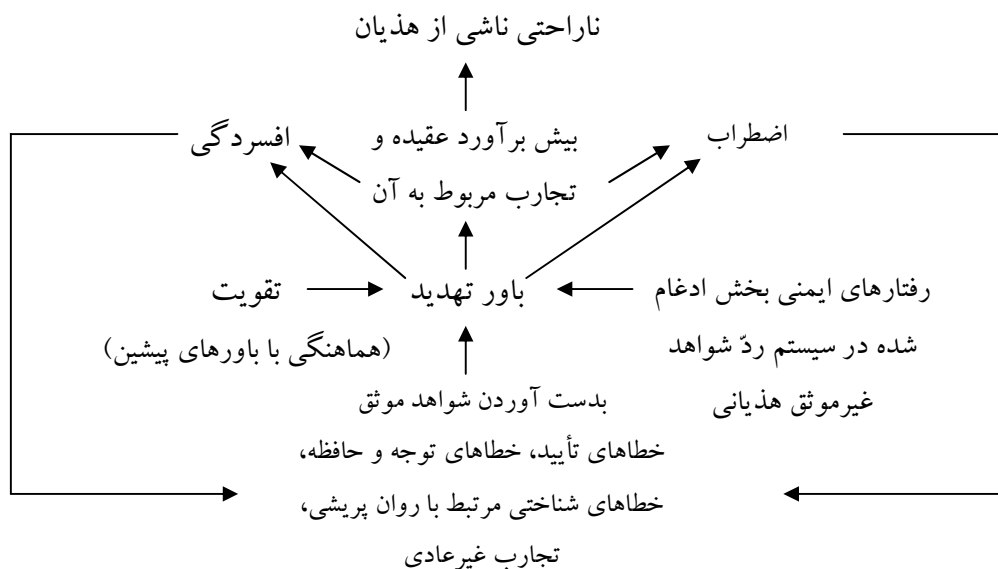 ناراحتی ناشی از هذیان
اضطراب
بیش برآورد عقیده و
تجارب مربوط به آن
افسردگی
رفتارهای ایمنی بخش ادغام
شده در سیستم ردّ شواهد
غیرموثق هذیانی
باور تهدید
تقویت
(هماهنگی با باورهای پیشین)
بدست آوردن شواهد موثق
خطاهای تأیید، خطاهای توجه و حافظه،
خطاهای شناختی مرتبط با روان پریشی،
تجارب غیرعادی